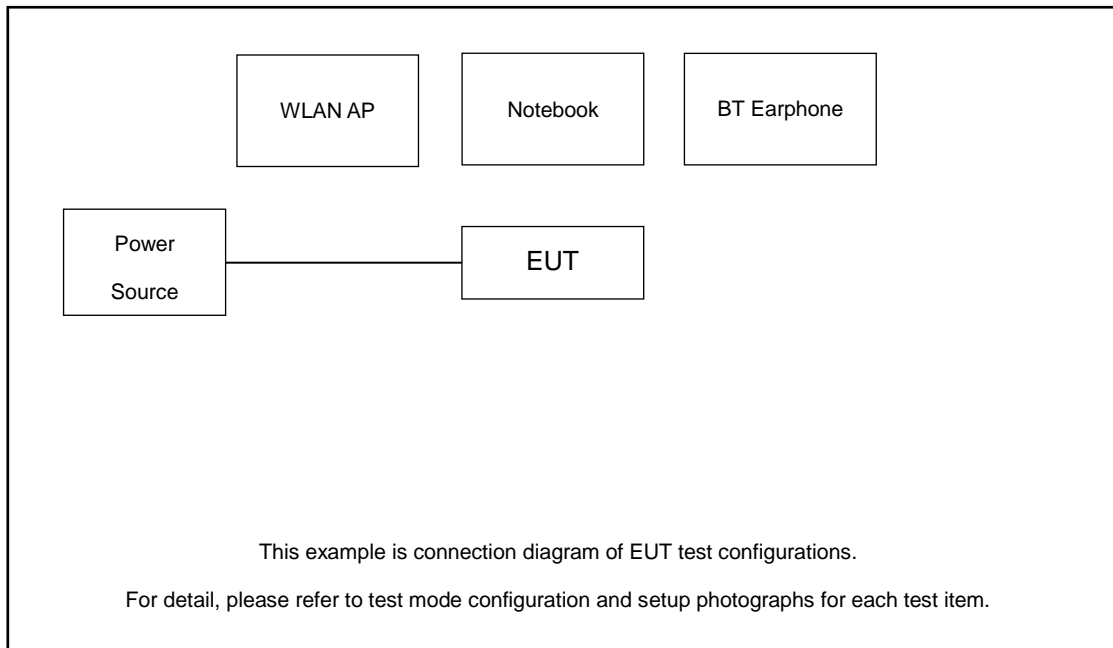 WLAN AP
Notebook
BT Earphone
Power
Source
EUT
This example is connection diagram of EUT test configurations.
For detail, please refer to test mode configuration and setup photographs for each test item.